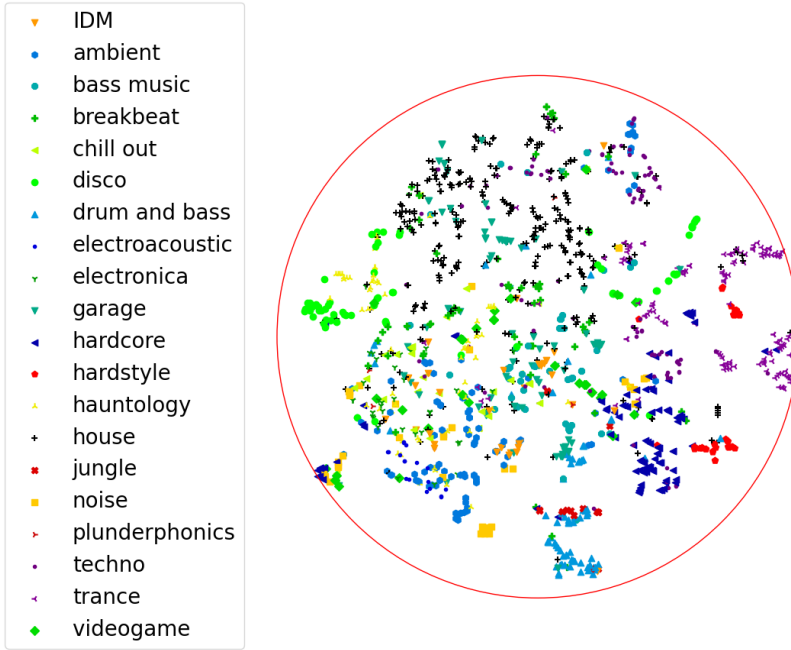 IDM
ambient
bass music
breakbeat
chill out
disco
drum and bass
electroacoustic
electronica
garage
hardcore
hardstyle
hauntology
house
jungle
noise
plunderphonics
techno
trance
videogame